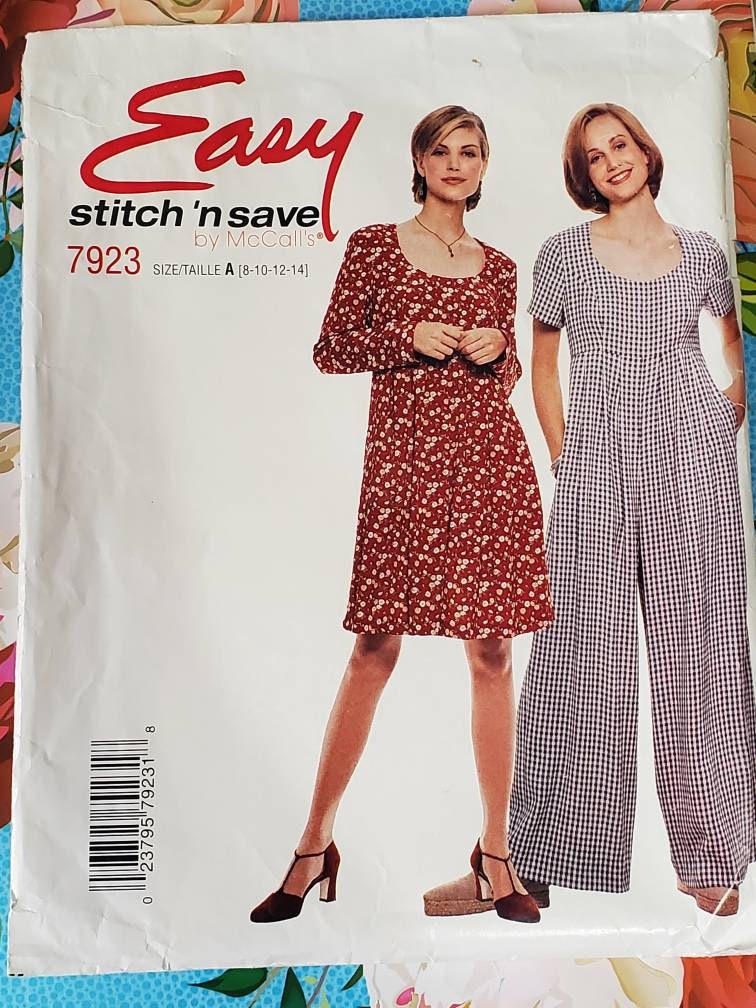 Easy
stitch 'n save
by McCall's®
7923 SIZE/TAILLE A [8-10-12-14]
0 23795 79231 8